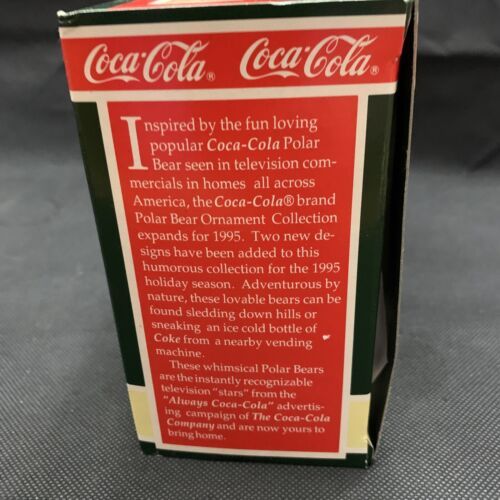 Coca-Cola® Coca-Cola®
Inspired by the fun loving
popular Coca-Cola Polar
Bear seen in television com-
mercials in homes all across
America, the Coca-Cola® brand
Polar Bear Ornament Collection
expands for 1995. Two new de-
signs have been added to this
humorous collection for the 1995
holiday season. Adventurous by
nature, these lovable bears can be
found sledding down hills or
sneaking an ice cold bottle of
Coke from a nearby vending
machine.
These whimsical Polar Bears
are the instantly recognizable
television "stars" from the
"Always Coca-Cola" advertis-
ing campaign of The Coca-Cola
Company and are now yours to
bring home.